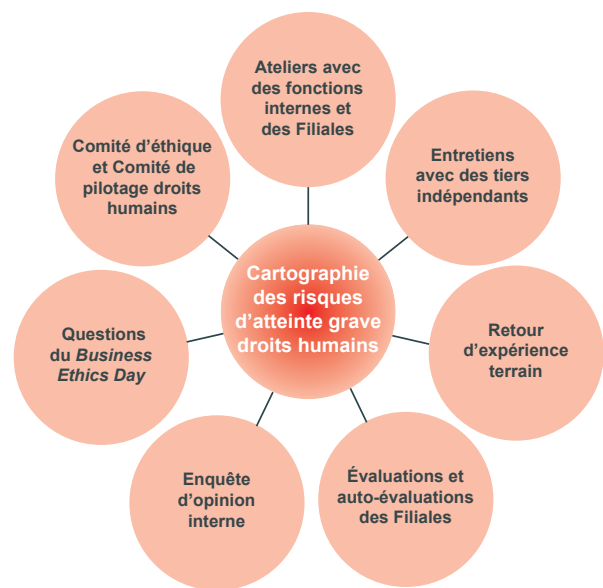 Ateliers avec
des fonctions
internes et
des Filiales
Entretiens
avec des tiers
indépendants
Retour
d'expérience
terrain
Évaluations et
auto-évaluations
des Filiales
Enquête
d'opinion
interne
Questions
du Business
Ethics Day
Comité d'éthique
et Comité de
pilotage droits
humains
Cartographie
des risques
d'atteinte grave
droits humains